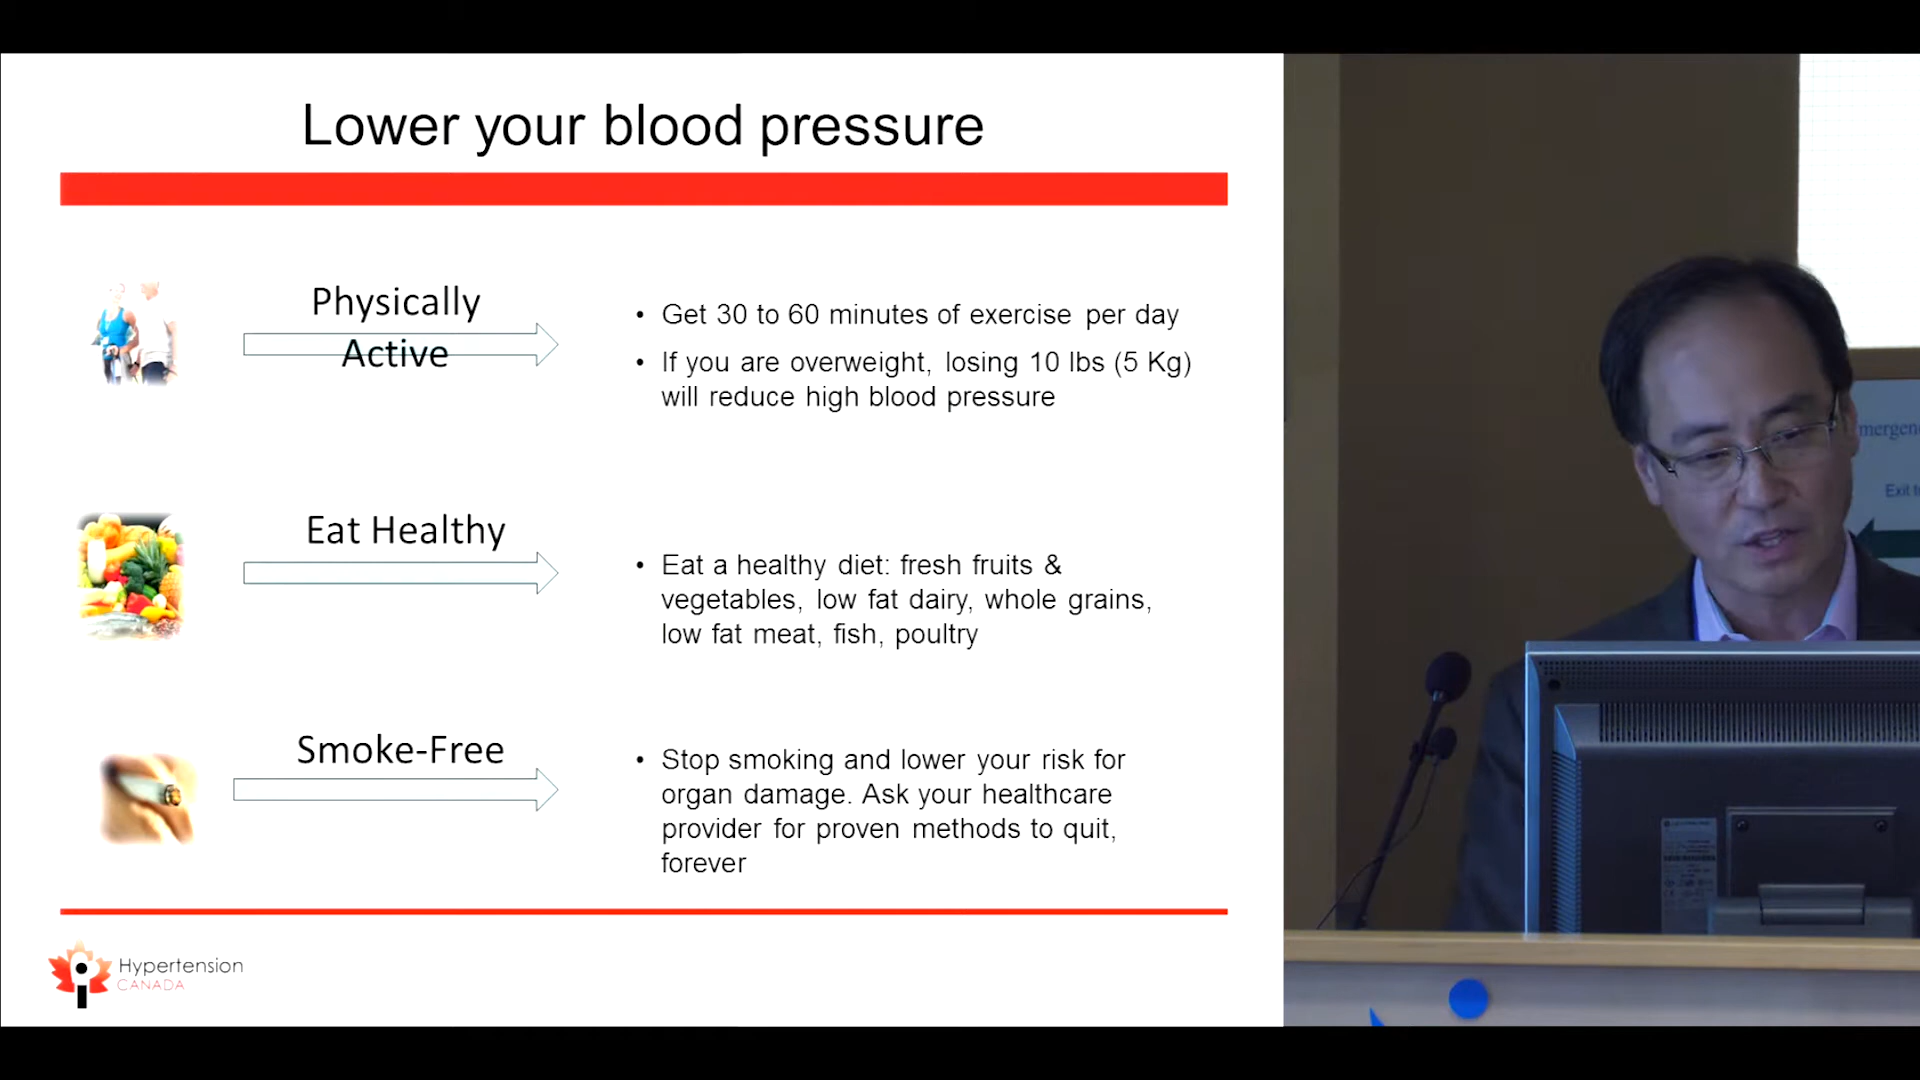 Lower your blood pressure
Physically
Active
• Get 30 to 60 minutes of exercise per day
• If you are overweight, losing 10 lbs (5 Kg)
will reduce high blood pressure
Eat Healthy
• Eat a healthy diet: fresh fruits &
vegetables, low fat dairy, whole grains,
low fat meat, fish, poultry
Smoke-Free
• Stop smoking and lower your risk for
organ damage. Ask your healthcare
provider for proven methods to quit,
forever
Hypertension
CANADA
mergen
Exit